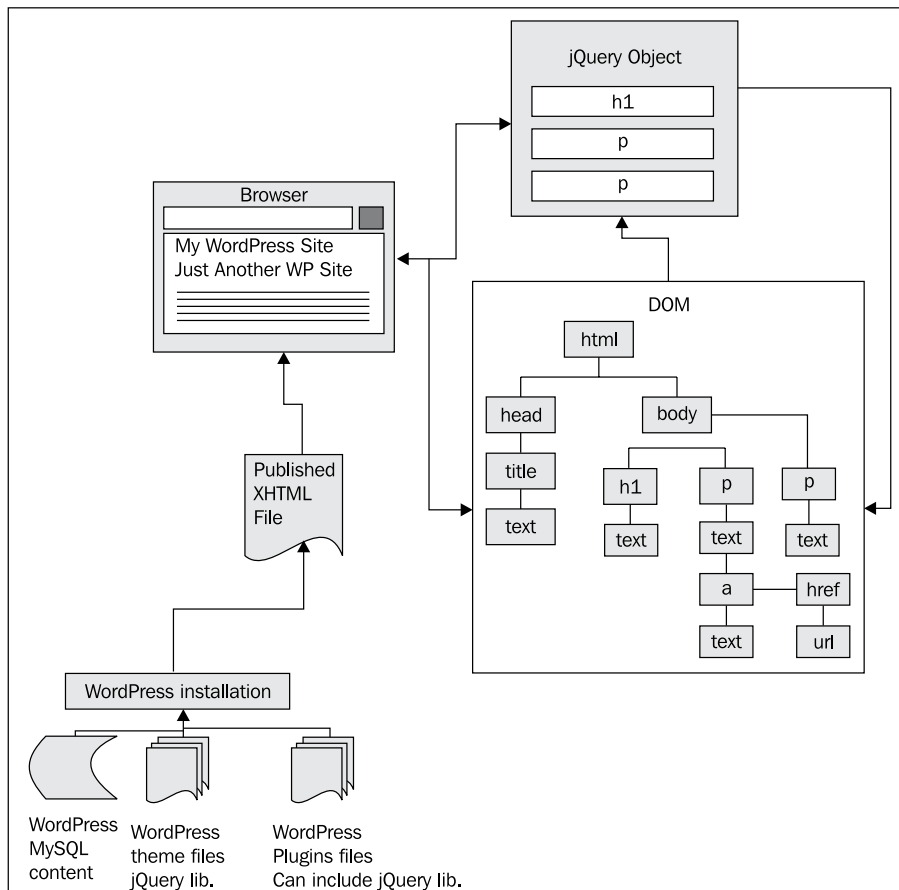 jQuery Object
h1
p
p
Browser
My WordPress Site
Just Another WP Site
DOM
html
head
body
title
h1
p
p
text
text
text
text
a
href
text
url
Published
XHTML
File
WordPress installation
WordPress
MySQL
content
WordPress
theme files
jQuery lib.
WordPress
Plugins files
Can include jQuery lib.